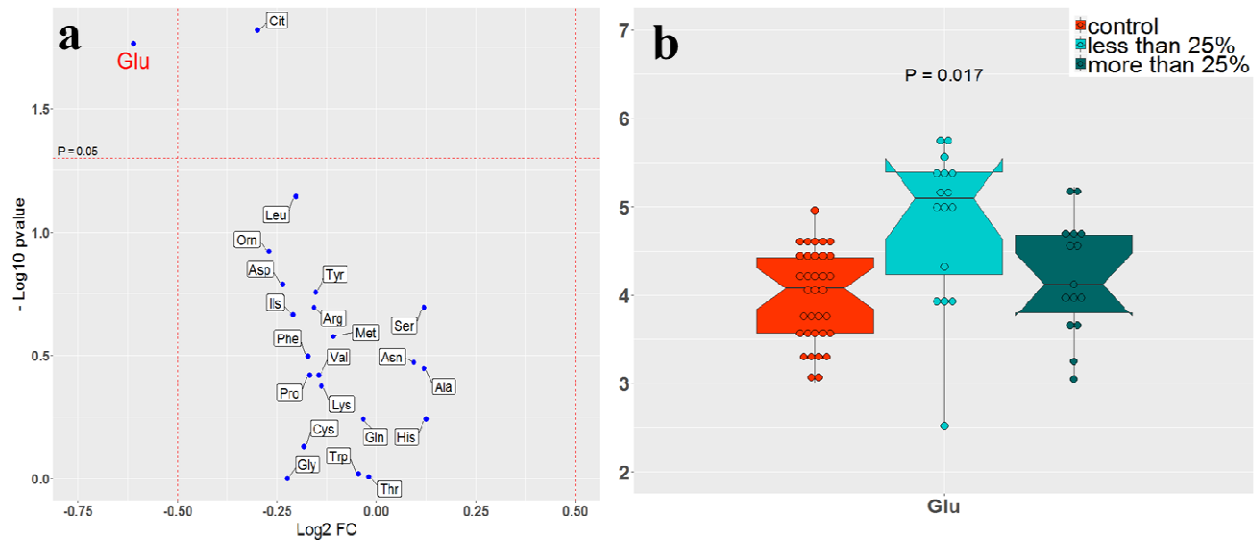 a
Cit
Glu
1.5
P = 0.05
Leu
1.0
Orn
Asp
Tyr
Ils
Arg
Ser
Met
Phe
Val
Asn
0.5
Pro
Lys
Ala
Cys
Gln
His
Gly
Trp
Thr
0.0
- Log10 pvalue
-0.75
-0.50
-0.25
0.00
0.25
0.50
Log2 FC
b
control
less than 25%
more than 25%
P = 0.017
7
6
5
4
3
2
Glu